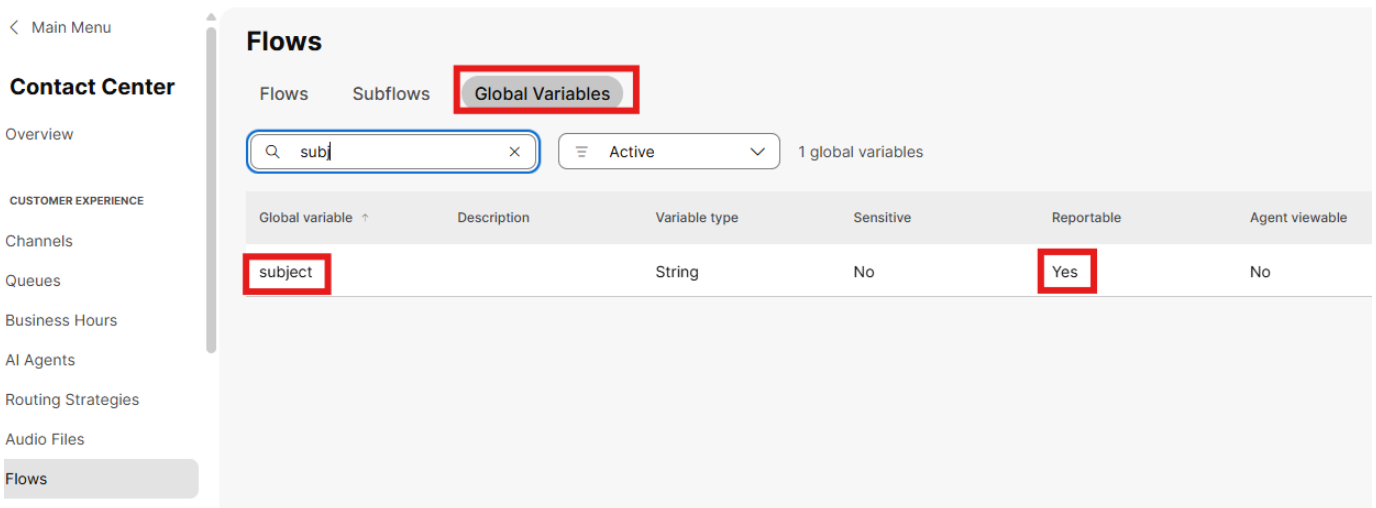 Main Menu
Contact Center
Overview
CUSTOMER EXPERIENCE
Channels
Queues
Business Hours
AI Agents
Routing Strategies
Audio Files
Flows
Flows
Flows Subflows Global Variables
subj Active 1 global variables
Global variable Description Variable type Sensitive Reportable Agent viewable
subject String No Yes No